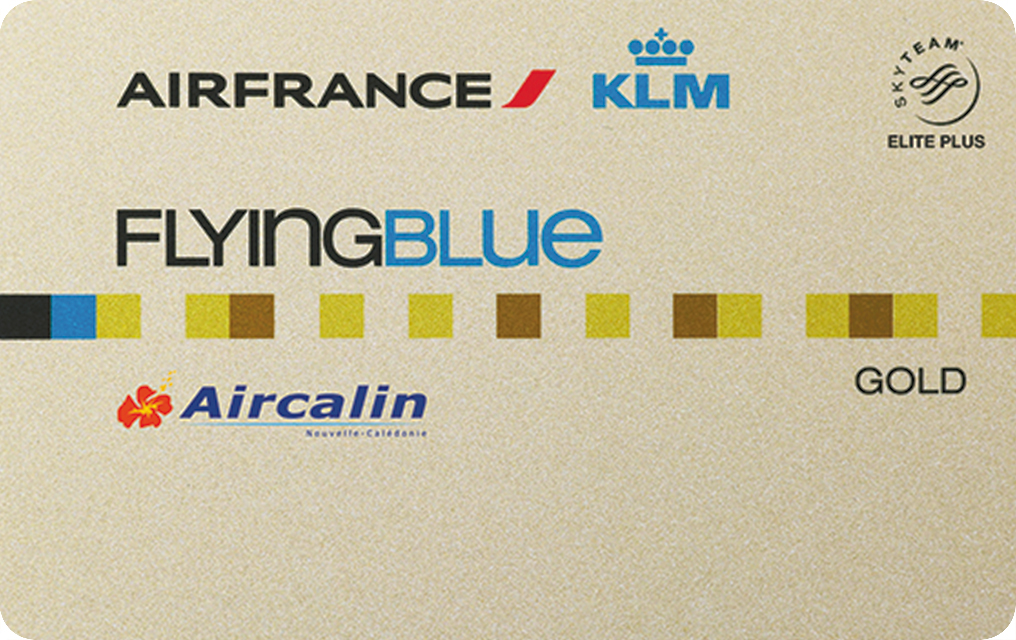 AIRFRANCE KLM
SKYTEAM
ELITE PLUS
FLYINGBLUE
GOLD
Aircalin
Nouvelle-Calédonie